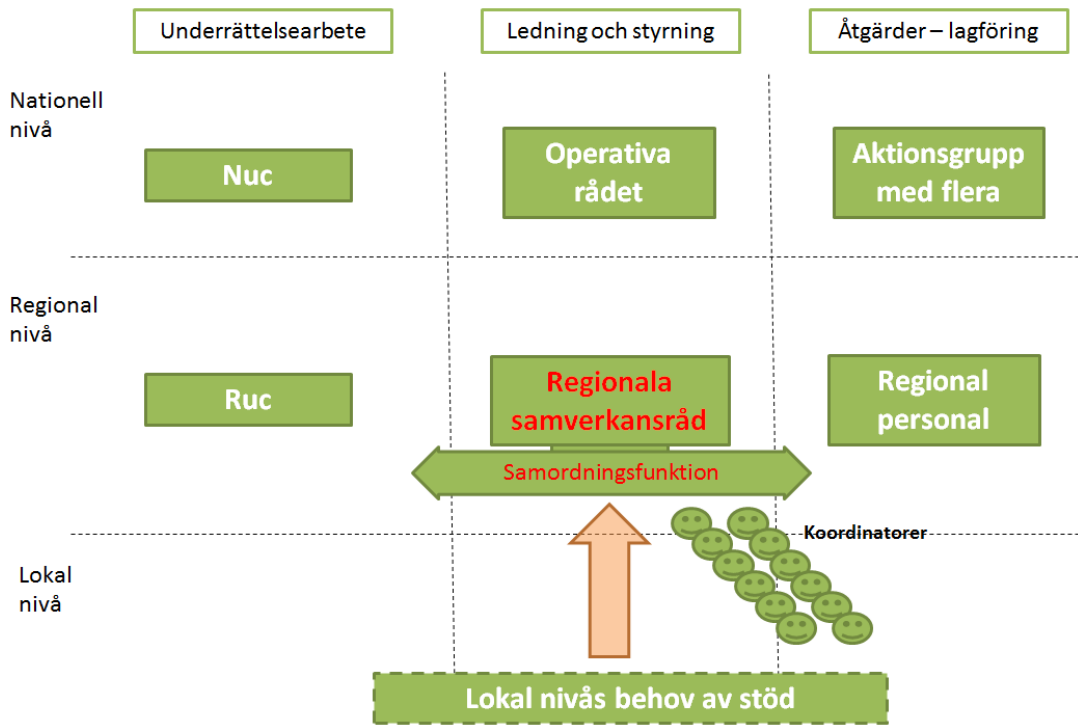 Underrättelsearbete
Ledning och styrning
Åtgärder – lagföring
Nationell
nivå
Nuc
Operativa
rådet
Aktionsgrupp
med flera
Regional
nivå
Ruc
Regionala
samverkansråd
Regional
personal
Samordningsfunktion
Koordinatorer
Lokal
nivå
Lokal nivås behov av stöd